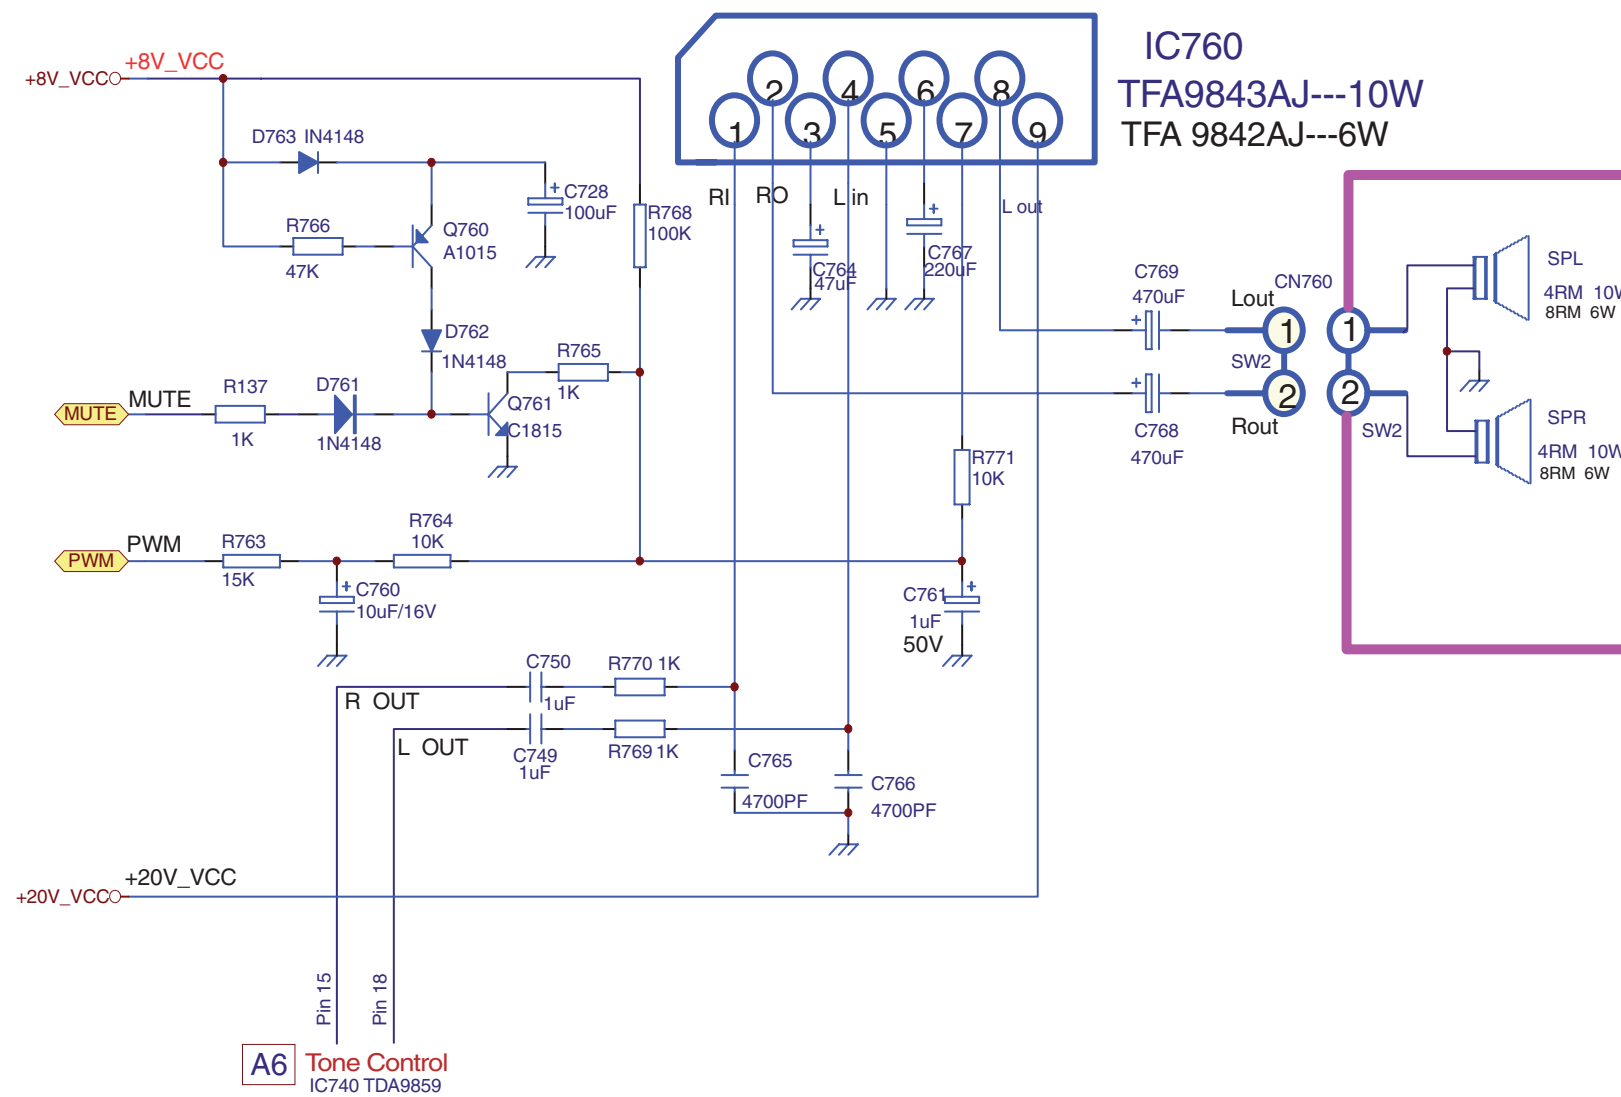 IC760
TFA9843AJ---10W
TFA 9842AJ---6W
+8V_VCC
+8V_VCC
2
4
6
8
1
3
5
7
9
D763 IN4148
C728
100uF
R768
100K
R766
47K
Q760
A1015
RI
RO
L in
L out
C764
47uF
C767
220uF
C769
470uF
CN760
Lout
1
SW2
2
Rout
C768
470uF
1
2
SW2
SPL
4RM 10W
8RM 6W
SPR
4RM 10W
8RM 6W
D762
1N4148
R765
1K
MUTE
MUTE
R137
1K
D761
1N4148
Q761
C1815
R771
10K
PWM
PWM
R763
15K
R764
10K
C760
10uF/16V
C761
1uF
50V
R OUT
C750
1uF
R770 1K
L OUT
C749
1uF
R769 1K
C765
4700PF
C766
4700PF
+20V_VCC
+20V_VCC
Pin 15
Pin 18
A6
Tone Control
IC740 TDA9859